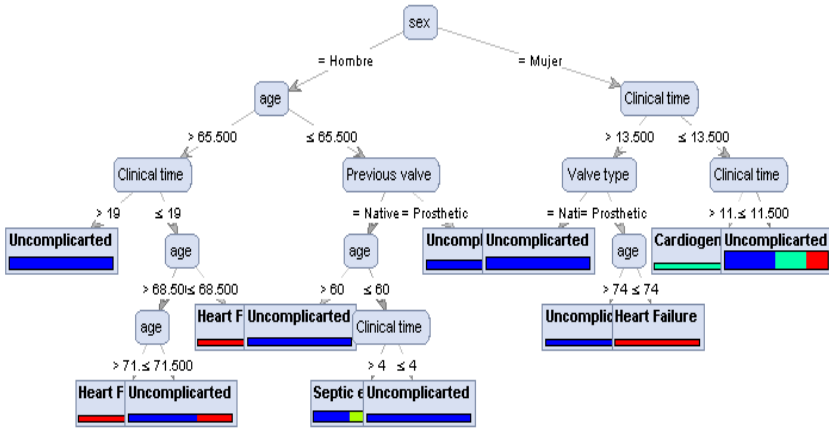 sex
= Hombre
= Mujer
age
Clinical time
> 65.500
≤ 65.500
> 13.500
≤ 13.500
Clinical time
Previous valve
Valve type
Clinical time
> 19
≤ 19
= Native
= Prosthetic
= Nati
= Prosthetic
> 11.
≤ 11.500
Uncomplicarted
age
age
Uncompl
Uncomplicarted
age
Cardiogen
Uncomplicarted
> 68.50
≤ 68.500
> 60
≤ 60
> 74
≤ 74
age
Heart F
Uncomplicarted
Clinical time
Uncomplic
Heart Failure
> 71.
≤ 71.500
> 4
≤ 4
Heart F
Uncomplicarted
Septic e
Uncomplicarted